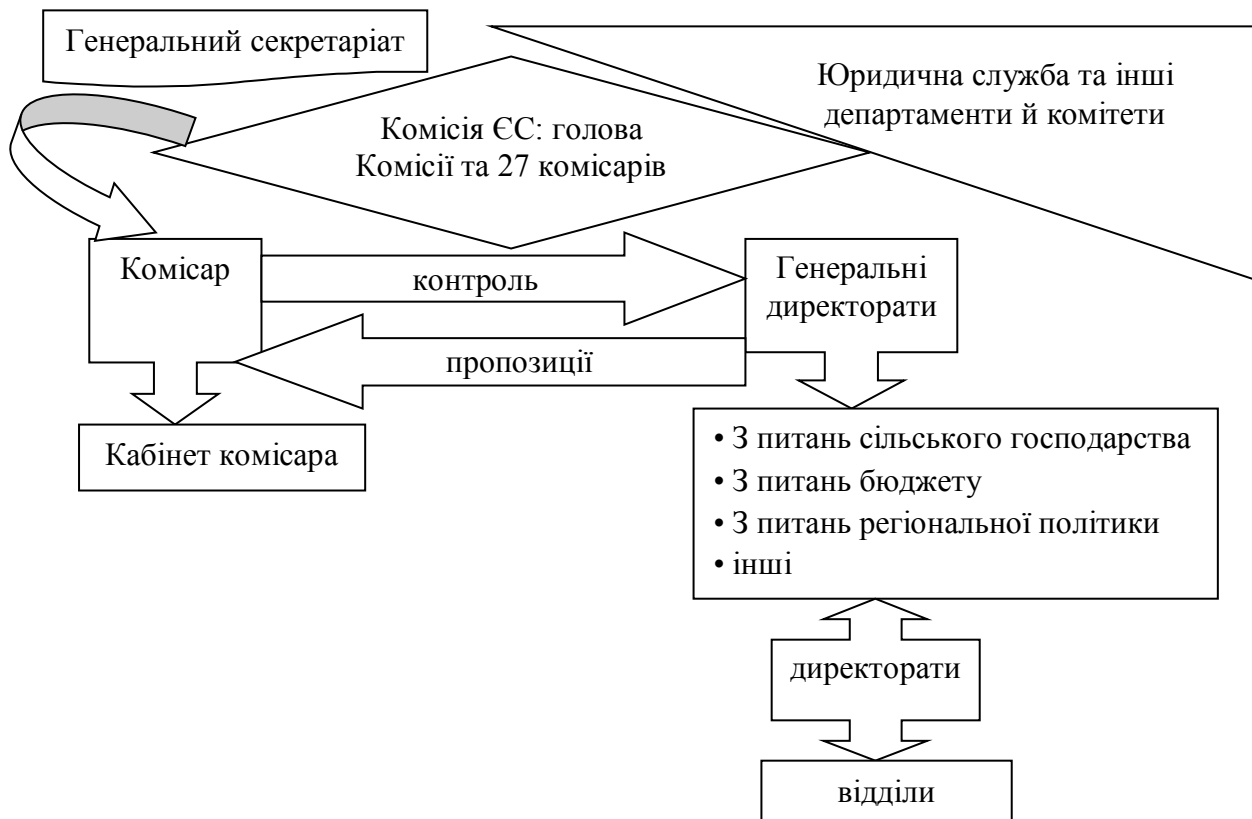 Генеральний секретаріат
Юридична служба та інші
департаменти й комітети
Комісія ЄС: голова
Комісії та 27 комісарів
Комісар
контроль
Генеральні
директорати
пропозиції
Кабінет комісара
• З питань сільського господарства
• З питань бюджету
• З питань регіональної політики
• інші
директорати
відділи